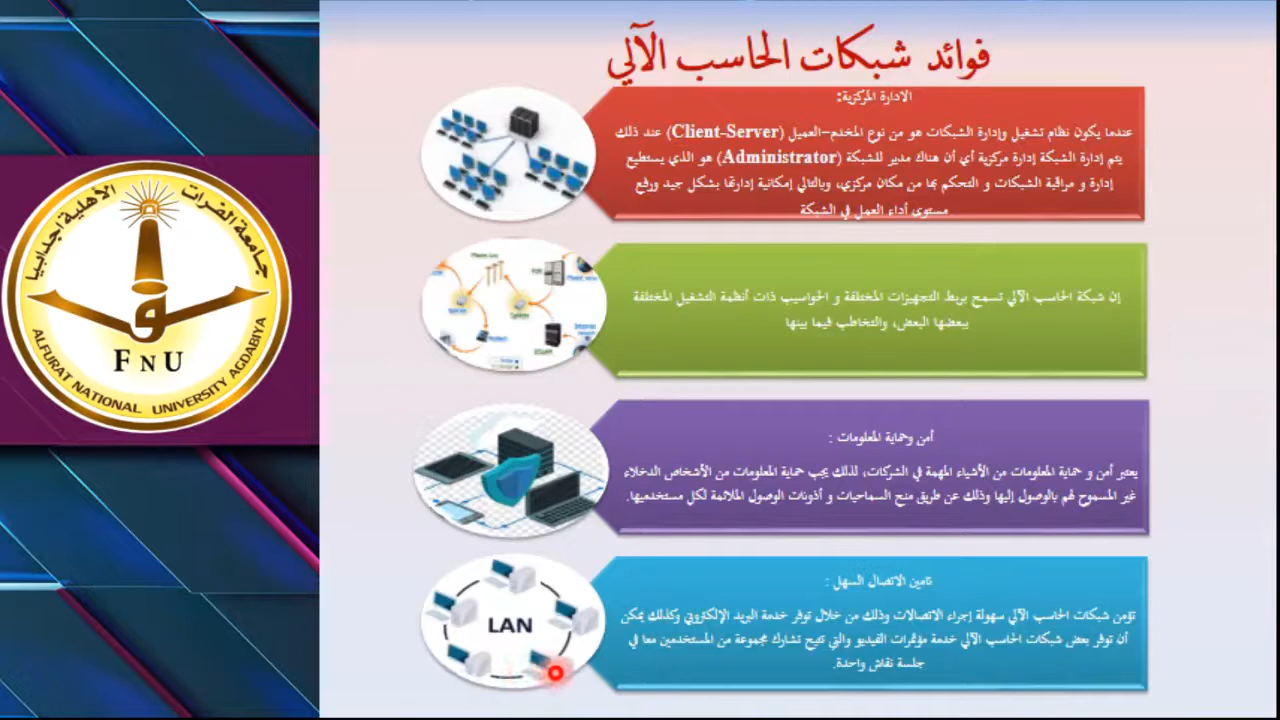 فوائد شبكات الحاسب الآلي
الادارة المركزية:
عندما يكون نظام تشغيل وإدارة الشبكات هو من نوع المخدم-العميل (Client-Server) عند ذلك
يتم إدارة الشبكة إدارة مركزية أي أن هناك مدير للشبكة (Administrator) هو الذي يستطيع
إدارة و مراقبة الشبكات و التحكم بها من مكان مركزي، وبالتالي إمكانية إدارتها بشكل جيد ورفع
مستوى أداء العمل في الشبكة
إن شبكة الحاسب الآلي تسمح بربط التجهيزات المختلفة و الحواسيب ذات أنظمة التشغيل المختلفة
ببعضها البعض، والتخاطب فيما بينها
أمن وحماية المعلومات :
يعتبر أمن و حماية المعلومات من الأشياء المهمة في الشركات، لذلك يجب حماية المعلومات من الأشخاص الدخلاء
غير المسموح لهم بالوصول إليها وذلك عن طريق منح السماحيات و أذونات الوصول الملائمة لكل مستخدميها.
تامين الاتصال السهل :
تؤمن شبكات الحاسب الآلي سهولة إجراء الاتصالات وذلك من خلال توفر خدمة البريد الإلكتروني وكذلك يمكن
أن توفر بعض شبكات الحاسب الآلي خدمة مؤتمرات الفيديو والتي تتيح تشارك مجموعة من المستخدمين معا في
جلسة نقاش واحدة.
LAN
جامعة الفرات الأهلية اجدابيا
FNU
ALFURAT NATIONAL UNIVERSITY AGDABIYA